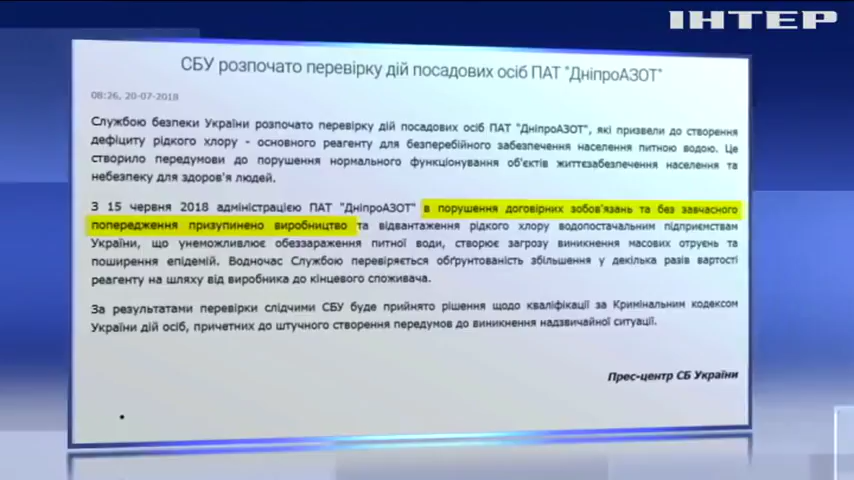 ІНТЕР
СБУ розпочато перевірку дій посадових осіб ПАТ "ДніпроАЗОТ"
08:26, 20-07-2018
Службою безпеки України розпочато перевірку дій посадових осіб ПАТ "ДніпроАЗОТ", які призвели до створення
дефіциту рідкого хлору - основного реагенту для безперебійного забезпечення населення питною водою. Це
створило передумови до порушення нормального функціонування об'єктів життєзабезпечення населення та
небезпеку для здоров'я людей.
З 15 червня 2018 адміністрацією ПАТ "ДніпроАЗОТ" в порушення договірних зобов'язань та без завчасного
попередження призупинено виробництво та відвантаження рідкого хлору водопостачальним підприємствам
України, що унеможливлює обеззараження питної води, створює загрозу виникнення масових отруєнь та
поширення епідемій. Водночас Службою перевіряється обґрунтованість збільшення у декілька разів вартості
реагенту на шляху від виробника до кінцевого споживача.
За результатами перевірки слідчими СБУ буде прийнято рішення щодо кваліфікації за Кримінальним кодексом
України дій осіб, причетних до штучного створення передумов до виникнення надзвичайної ситуації.
Прес-центр СБ України